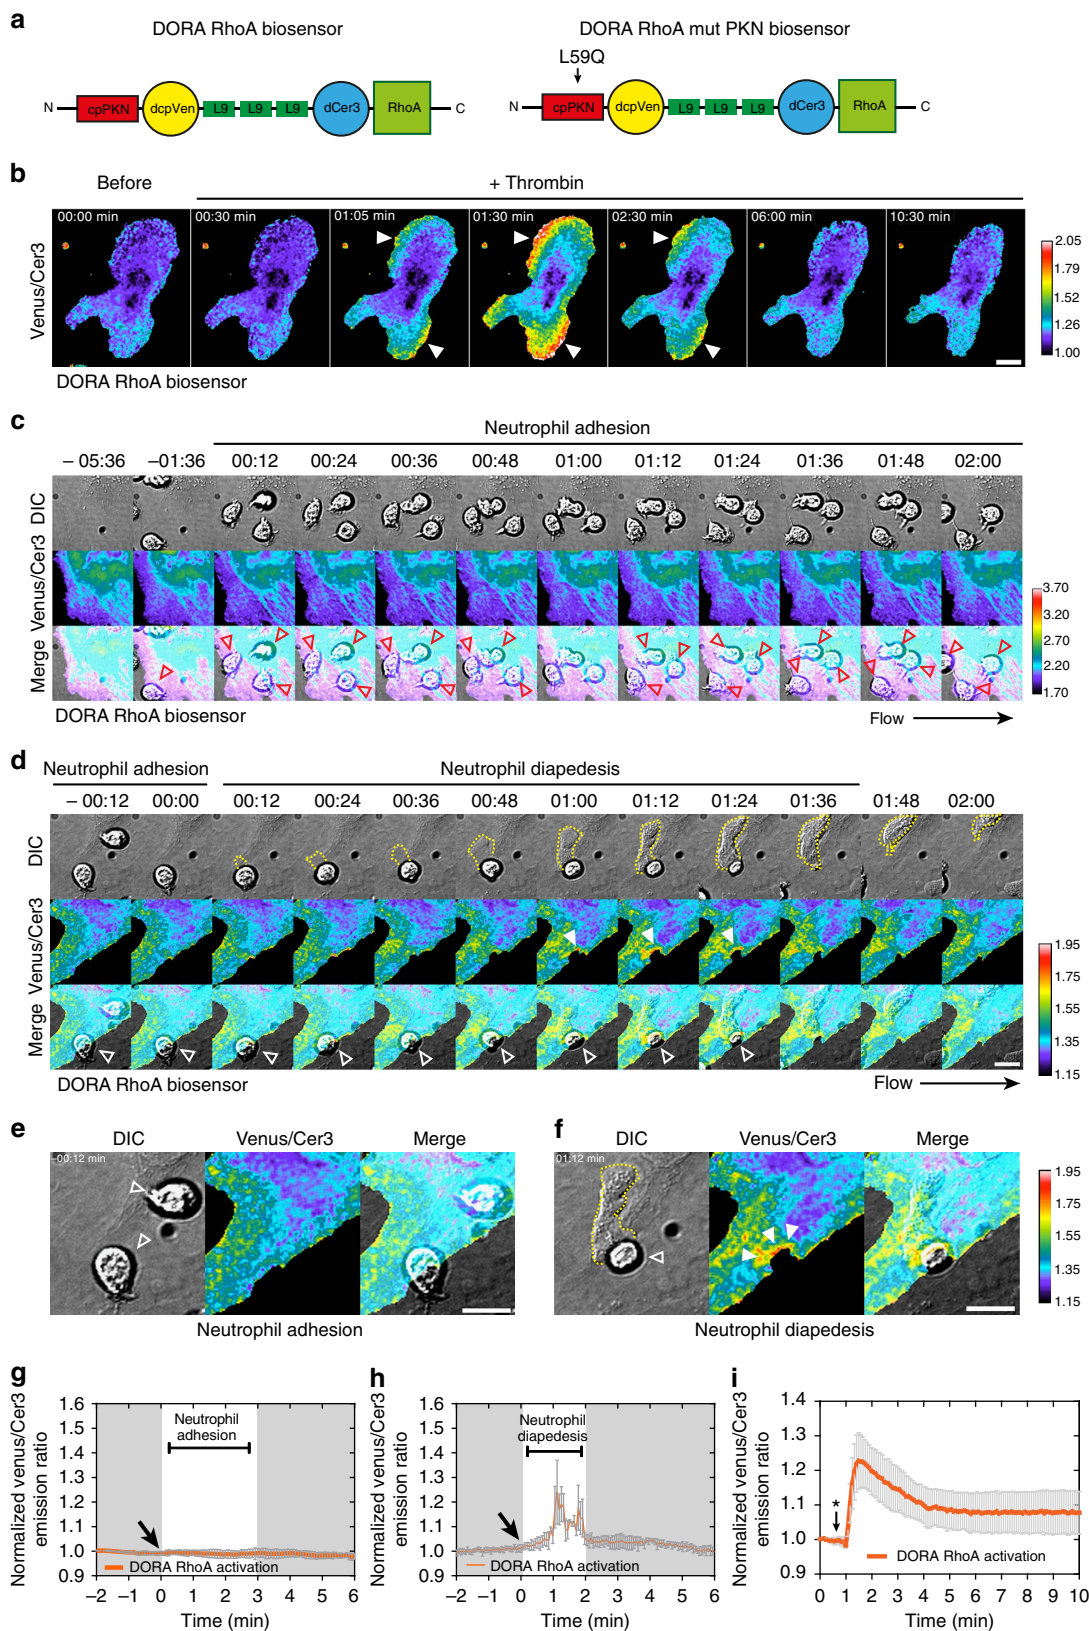 a
DORA RhoA biosensor
DORA RhoA mut PKN biosensor
L59Q
N cpPKN dcpVen L9 L9 L9 dCer3 RhoA C
N cpPKN dcpVen L9 L9 L9 dCer3 RhoA C
b
Before
+ Thrombin
Venus/Cer3
00:00 min 00:30 min 01:05 min 01:30 min 02:30 min 06:00 min 10:30 min
2.05
1.79
1.52
1.26
1.00
DORA RhoA biosensor
c
Neutrophil adhesion
– 05:36 –01:36 00:12 00:24 00:36 00:48 01:00 01:12 01:24 01:36 01:48 02:00
DIC
Venus/Cer3
Merge
3.70
3.20
2.70
2.20
1.70
DORA RhoA biosensor
Flow
d
Neutrophil adhesion
Neutrophil diapedesis
– 00:12 00:00 00:12 00:24 00:36 00:48 01:00 01:12 01:24 01:36 01:48 02:00
DIC
Venus/Cer3
Merge
1.95
1.75
1.55
1.35
1.15
DORA RhoA biosensor
Flow
e
DIC Venus/Cer3 Merge
–00:12 min
Neutrophil adhesion
f
DIC Venus/Cer3 Merge
01:12 min
Neutrophil diapedesis
1.95
1.75
1.55
1.35
1.15
g
Normalized venus/Cer3
emission ratio
1.6
1.5
1.4
1.3
1.2
1.1
1.0
0.9
Neutrophil
adhesion
DORA RhoA activation
–2 –1 0 1 2 3 4 5 6
Time (min)
h
Normalized venus/Cer3
emission ratio
1.6
1.5
1.4
1.3
1.2
1.1
1.0
0.9
Neutrophil
diapedesis
DORA RhoA activation
–2 –1 0 1 2 3 4 5 6
Time (min)
i
Normalized venus/Cer3
emission ratio
1.4
1.3
1.2
1.1
1.0
0.9
*
DORA RhoA activation
0 1 2 3 4 5 6 7 8 9 10
Time (min)